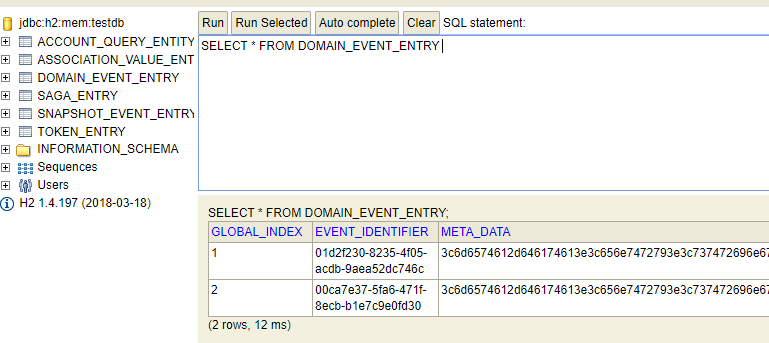 jdbc:h2:mem:testdb
ACCOUNT_QUERY_ENTITY
ASSOCIATION_VALUE_ENT
DOMAIN_EVENT_ENTRY
SAGA_ENTRY
SNAPSHOT_EVENT_ENTRY
TOKEN_ENTRY
INFORMATION_SCHEMA
Sequences
Users
H2 1.4.197 (2018-03-18)
Run Run Selected Auto complete Clear SQL statement:
SELECT * FROM DOMAIN_EVENT_ENTRY
SELECT * FROM DOMAIN_EVENT_ENTRY;
GLOBAL_INDEX EVENT_IDENTIFIER META_DATA
1 01d2f230-8235-4f05- 3c6d6574612d646174613e3c656e7472793e3c737472696e67
acdb-9aea52dc746c
2 00ca7e37-5fa6-471f- 3c6d6574612d646174613e3c656e7472793e3c737472696e67
8ecb-b1e7c9e0fd30
(2 rows, 12 ms)